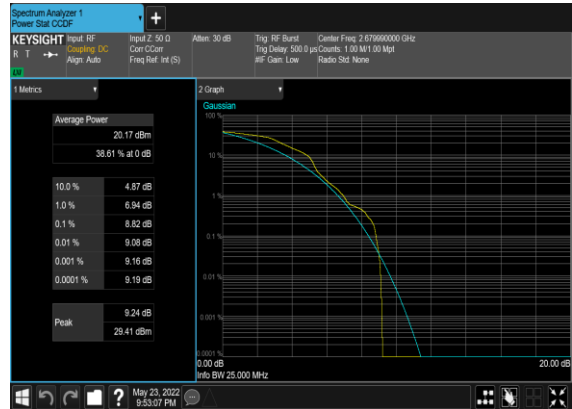 Spectrum Analyzer 1
Power Stat CCDF
+
KEYSIGHT
R T
LXI
Input: RF
Coupling: DC
Align: Auto
Input Z: 50 Ω
Corr CCorr
Freq Ref: Int (S)
Atten: 30 dB
Trig: RF Burst
Trig Delay: 500.0 µs
#IF Gain: Low
Center Freq: 2.679990000 GHz
Counts: 1.00 M/1.00 Mpt
Radio Std: None
1 Metrics
Average Power
20.17 dBm
38.61 % at 0 dB
10.0 % 4.87 dB
1.0 % 6.94 dB
0.1 % 8.82 dB
0.01 % 9.08 dB
0.001 % 9.16 dB
0.0001 % 9.19 dB
Peak
9.24 dB
29.41 dBm
2 Graph
Gaussian
100 %
10 %
1 %
0.1 %
0.01 %
0.001 %
0.0001 %
0.00 dB 20.00 dB
Info BW 25.000 MHz
?
May 23, 2022
9:53:07 PM